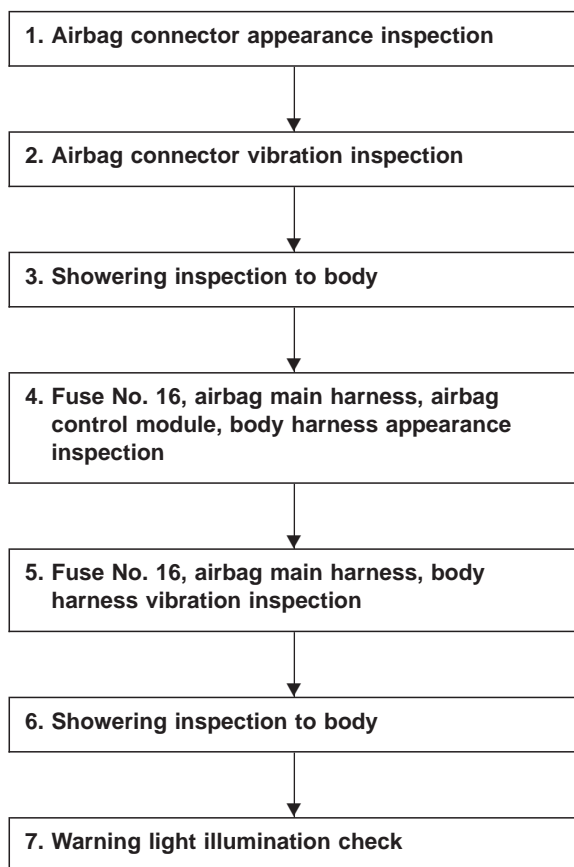 1. Airbag connector appearance inspection
2. Airbag connector vibration inspection
3. Showering inspection to body
4. Fuse No. 16, airbag main harness, airbag
control module, body harness appearance
inspection
5. Fuse No. 16, airbag main harness, body
harness vibration inspection
6. Showering inspection to body
7. Warning light illumination check